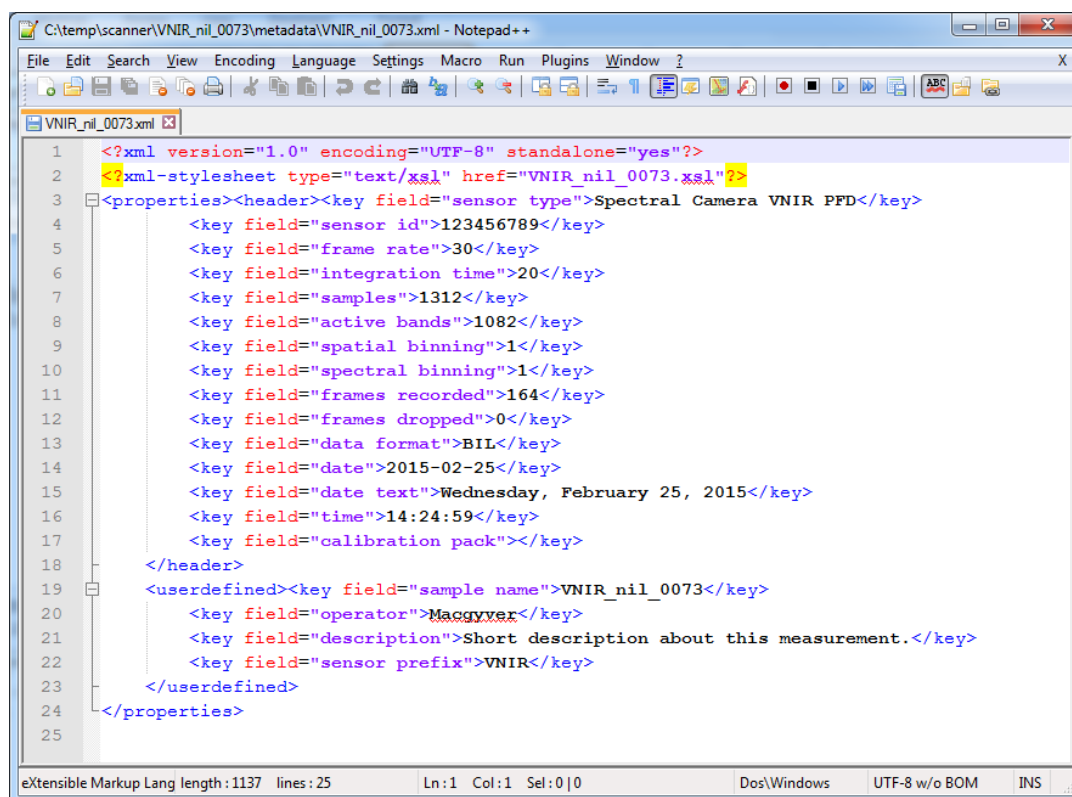 C:\temp\scanner\VNIR_nil_0073\metadata\VNIR_nil_0073.xml - Notepad++
File Edit Search View Encoding Language Settings Macro Run Plugins Window ? X
ABC
VNIR_nil_0073.xml
1 <?xml version="1.0" encoding="UTF-8" standalone="yes"?>
2 <?xml-stylesheet type="text/xsl" href="VNIR_nil_0073.xsl"?>
3 <properties><header><key field="sensor type">Spectral Camera VNIR PFD</key>
4 <key field="sensor id">123456789</key>
5 <key field="frame rate">30</key>
6 <key field="integration time">20</key>
7 <key field="samples">1312</key>
8 <key field="active bands">1082</key>
9 <key field="spatial binning">1</key>
10 <key field="spectral binning">1</key>
11 <key field="frames recorded">164</key>
12 <key field="frames dropped">0</key>
13 <key field="data format">BIL</key>
14 <key field="date">2015-02-25</key>
15 <key field="date text">Wednesday, February 25, 2015</key>
16 <key field="time">14:24:59</key>
17 <key field="calibration pack"></key>
18 </header>
19 <userdefined><key field="sample name">VNIR_nil_0073</key>
20 <key field="operator">Macgyver</key>
21 <key field="description">Short description about this measurement.</key>
22 <key field="sensor prefix">VNIR</key>
23 </userdefined>
24 </properties>
25
eXtensible Markup Lang length : 1137 lines : 25 Ln : 1 Col : 1 Sel : 0 | 0 Dos\Windows UTF-8 w/o BOM INS